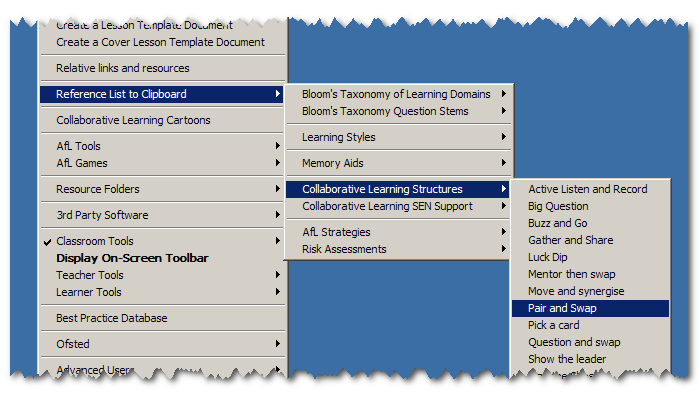 Create a Lesson Template Document
Create a Cover Lesson Template Document
Relative links and resources
Reference List to Clipboard
Collaborative Learning Cartoons
AfL Tools
AfL Games
Resource Folders
3rd Party Software
Classroom Tools
Display On-Screen Toolbar
Teacher Tools
Learner Tools
Best Practice Database
Ofsted
Advanced Users
Bloom's Taxonomy of Learning Domains
Bloom's Taxonomy Question Stems
Learning Styles
Memory Aids
Collaborative Learning Structures
Collaborative Learning SEN Support
AfL Strategies
Risk Assessments
Active Listen and Record
Big Question
Buzz and Go
Gather and Share
Luck Dip
Mentor then swap
Move and synergise
Pair and Swap
Pick a card
Question and swap
Show the leader